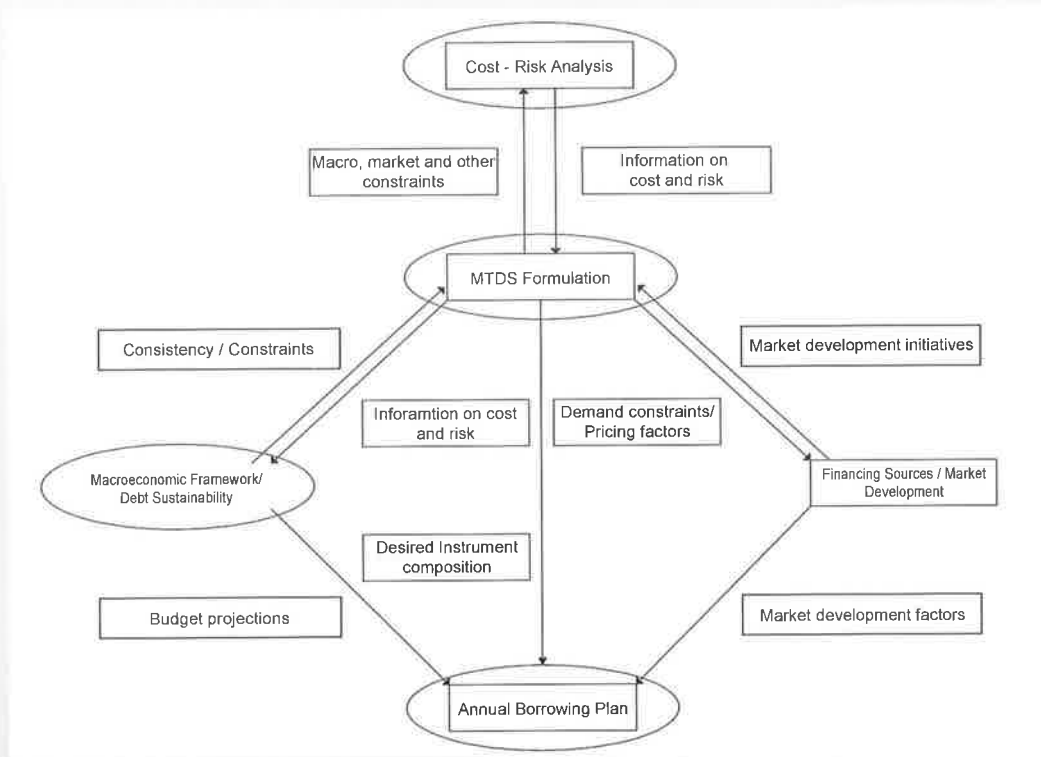 Cost - Risk Analysis
Macro, market and other
constraints
Information on
cost and risk
MTDS Formulation
Consistency / Constraints
Market development initiatives
Inforamtion on cost
and risk
Demand constraints/
Pricing factors
Macroeconomic Framework/
Debt Sustainability
Financing Sources / Market
Development
Desired Instrument
composition
Budget projections
Market development factors
Annual Borrowing Plan